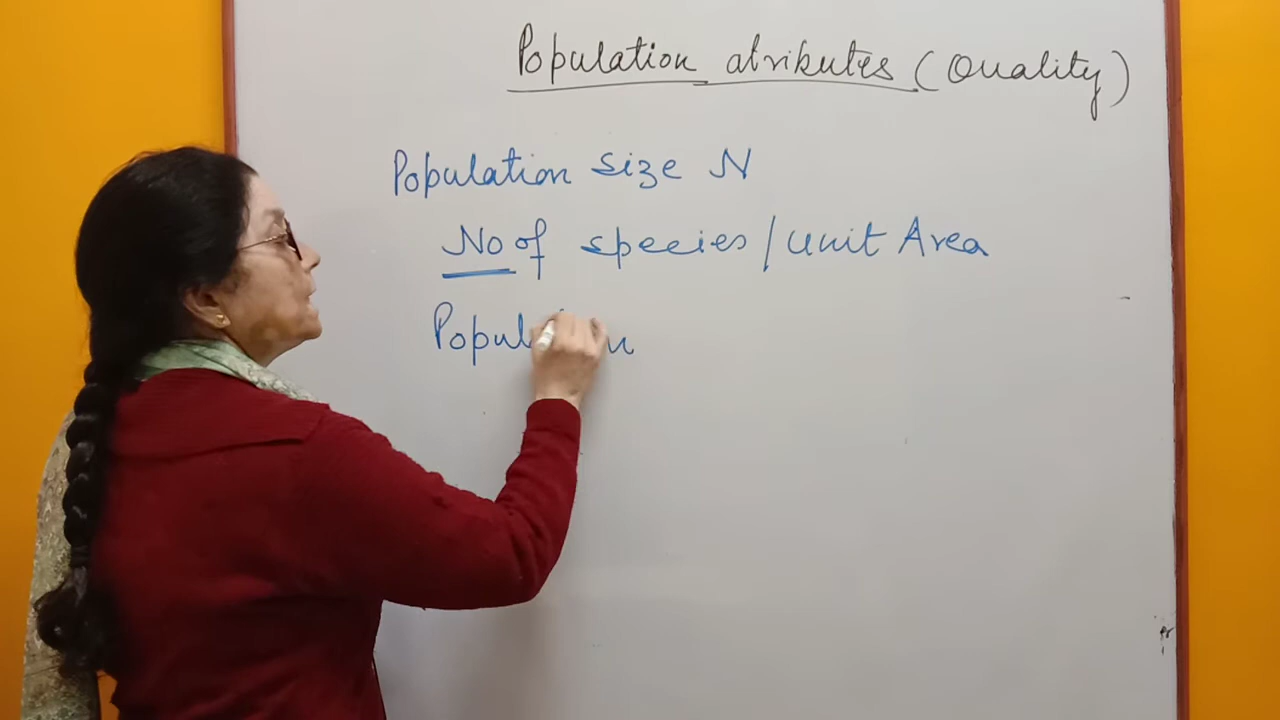 Population atributes (Quality)
Population size N
No of species / Unit Area